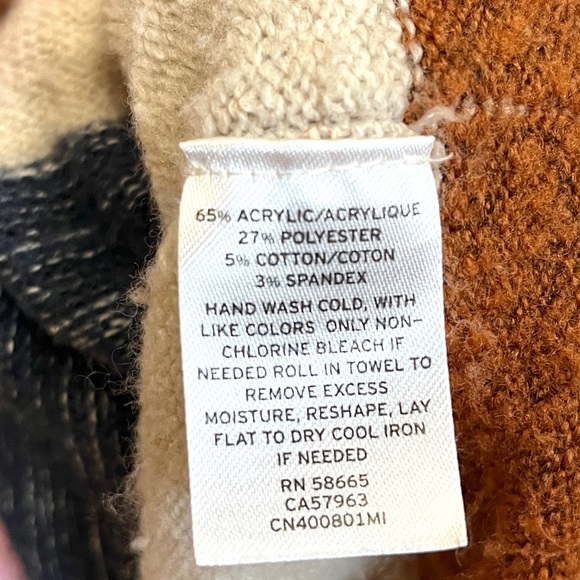 65% ACRYLIC/ACRYLIQUE
27% POLYESTER
5% COTTON/COTON
3% SPANDEX
HAND WASH COLD, WITH
LIKE COLORS ONLY NON-
CHLORINE BLEACH IF
NEEDED ROLL IN TOWEL TO
REMOVE EXCESS
MOISTURE, RESHAPE, LAY
FLAT TO DRY COOL IRON
IF NEEDED
RN 58665
CA57963
CN400801MI